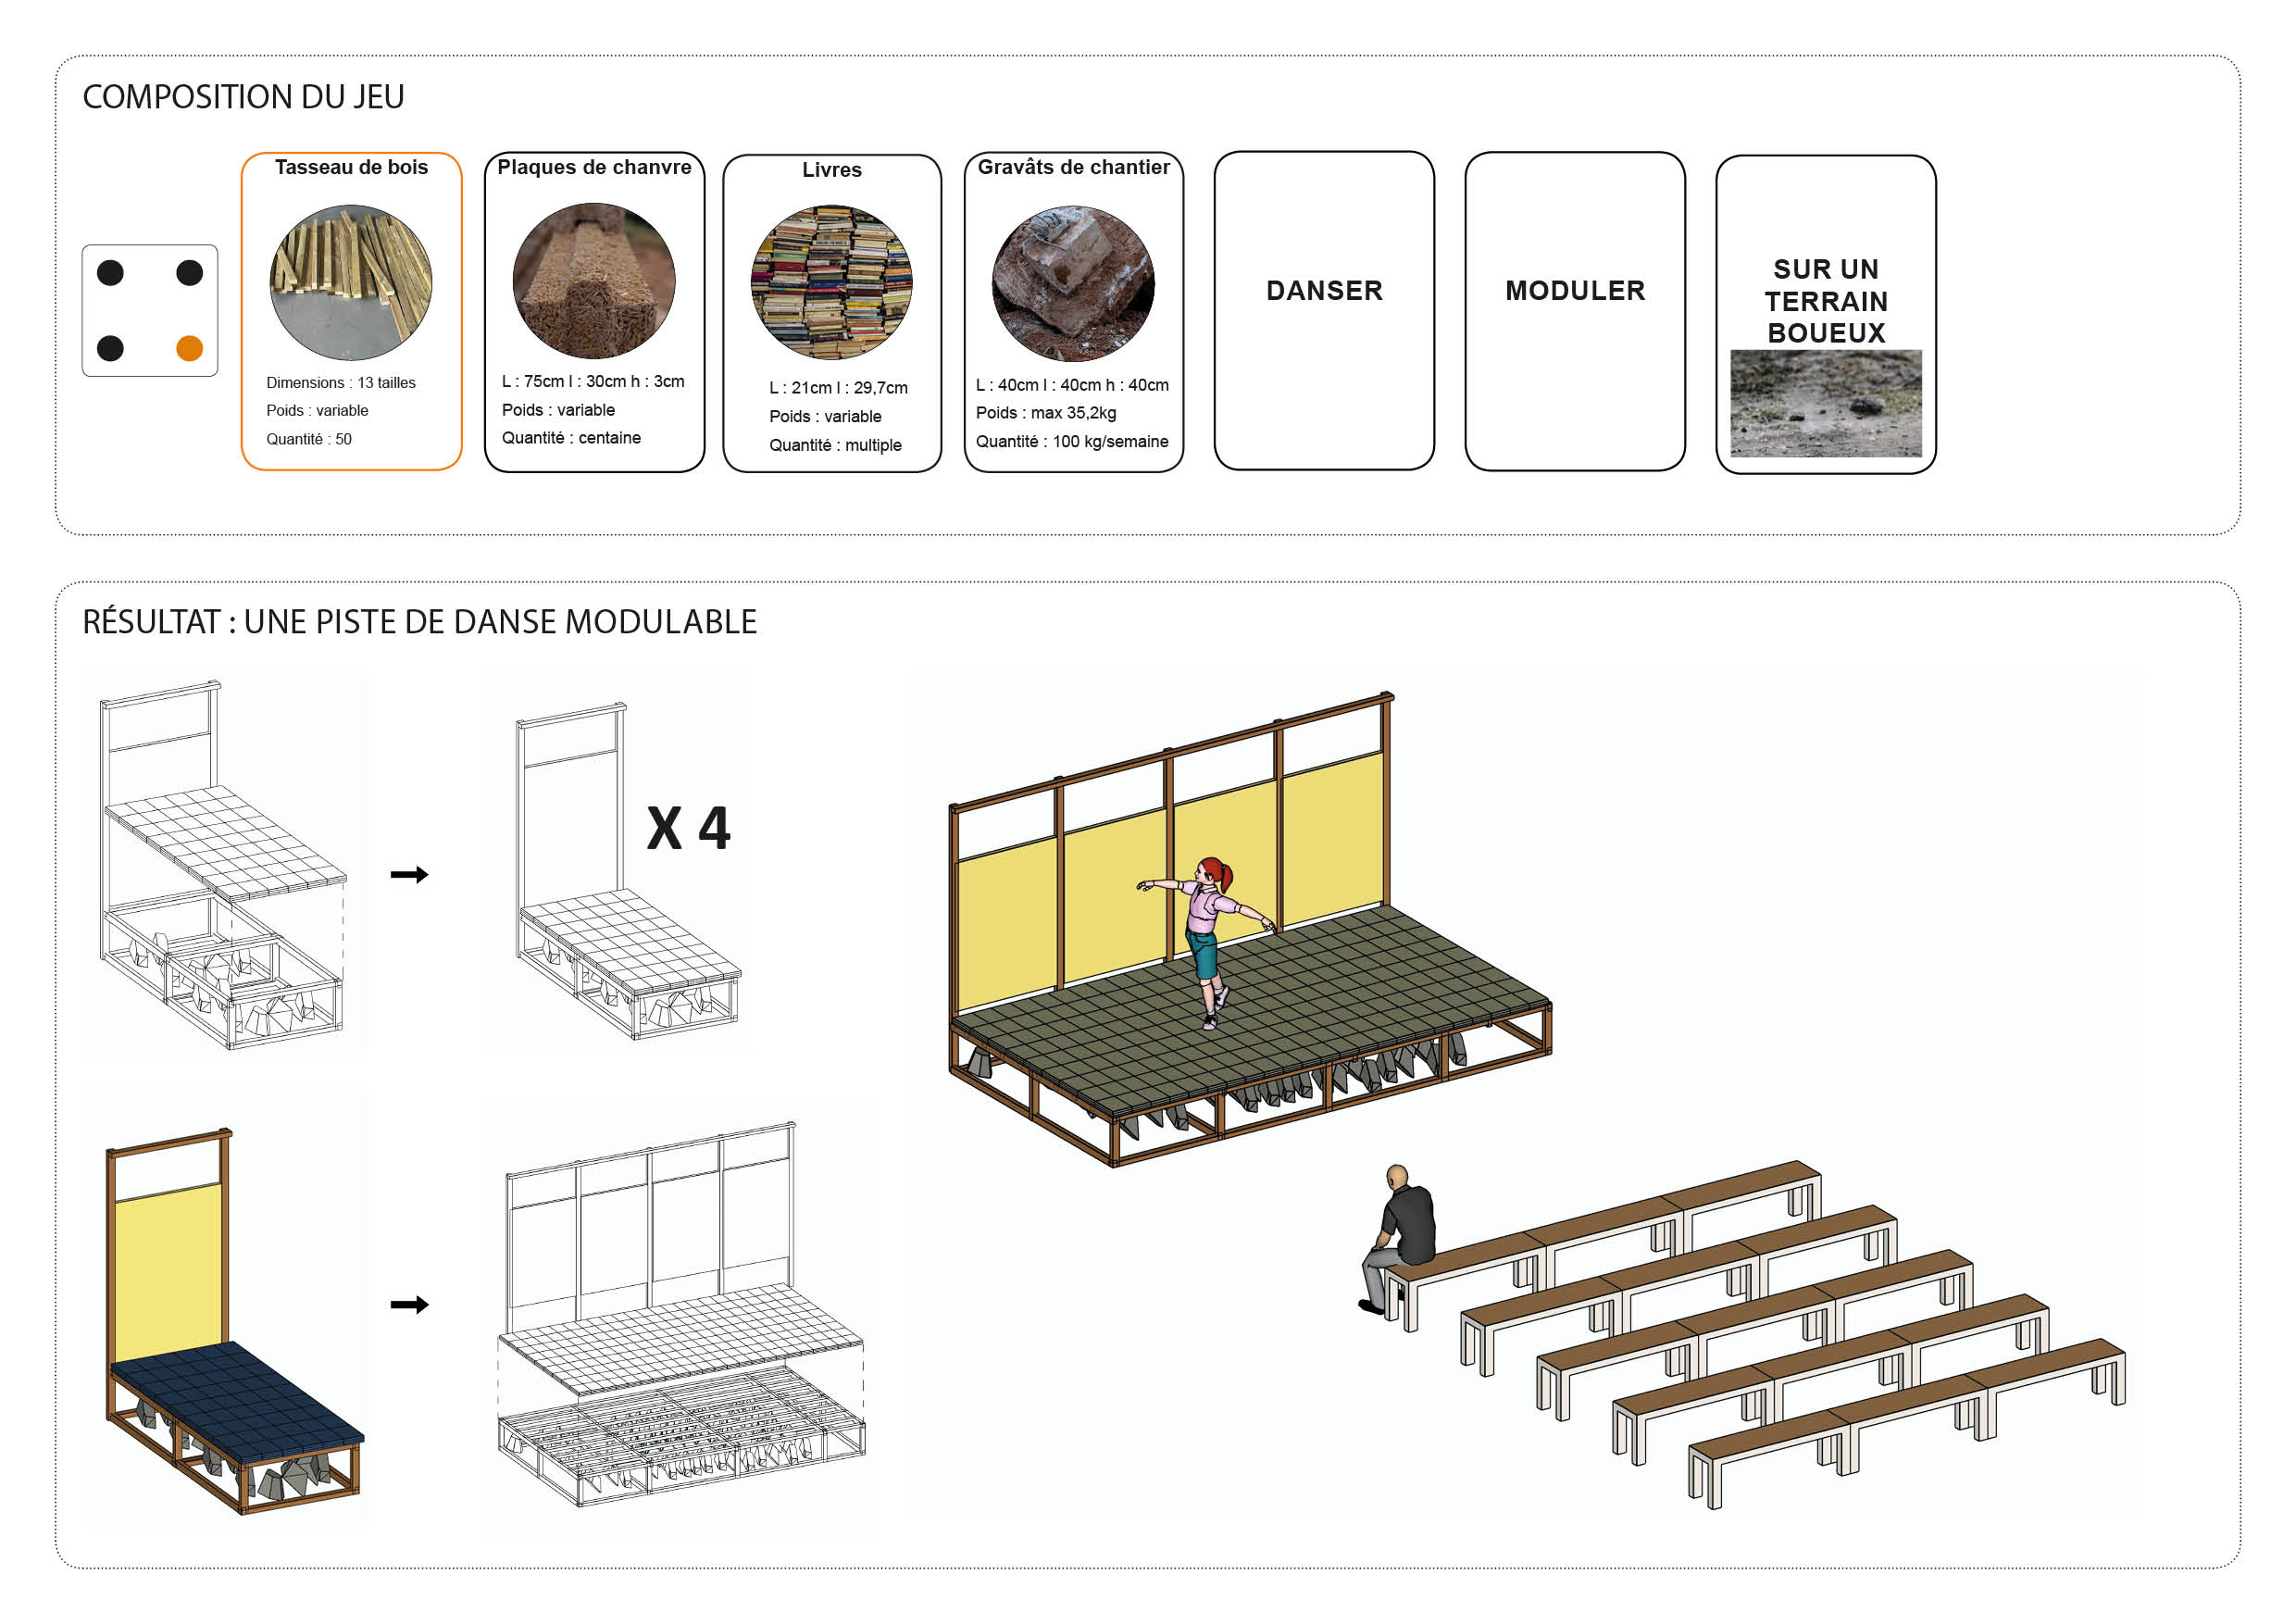 COMPOSITION DU JEU
Tasseau de bois
Dimensions : 13 tailles
Poids : variable
Quantité : 50
Plaques de chanvre
L : 75cm l : 30cm h : 3cm
Poids : variable
Quantité : centaine
Livres
L : 21cm l : 29,7cm
Poids : variable
Quantité : multiple
Gravâts de chantier
L : 40cm l : 40cm h : 40cm
Poids : max 35,2kg
Quantité : 100 kg/semaine
DANSER
MODULER
SUR UN
TERRAIN
BOUEUX
RÉSULTAT : UNE PISTE DE DANSE MODULABLE
X 4